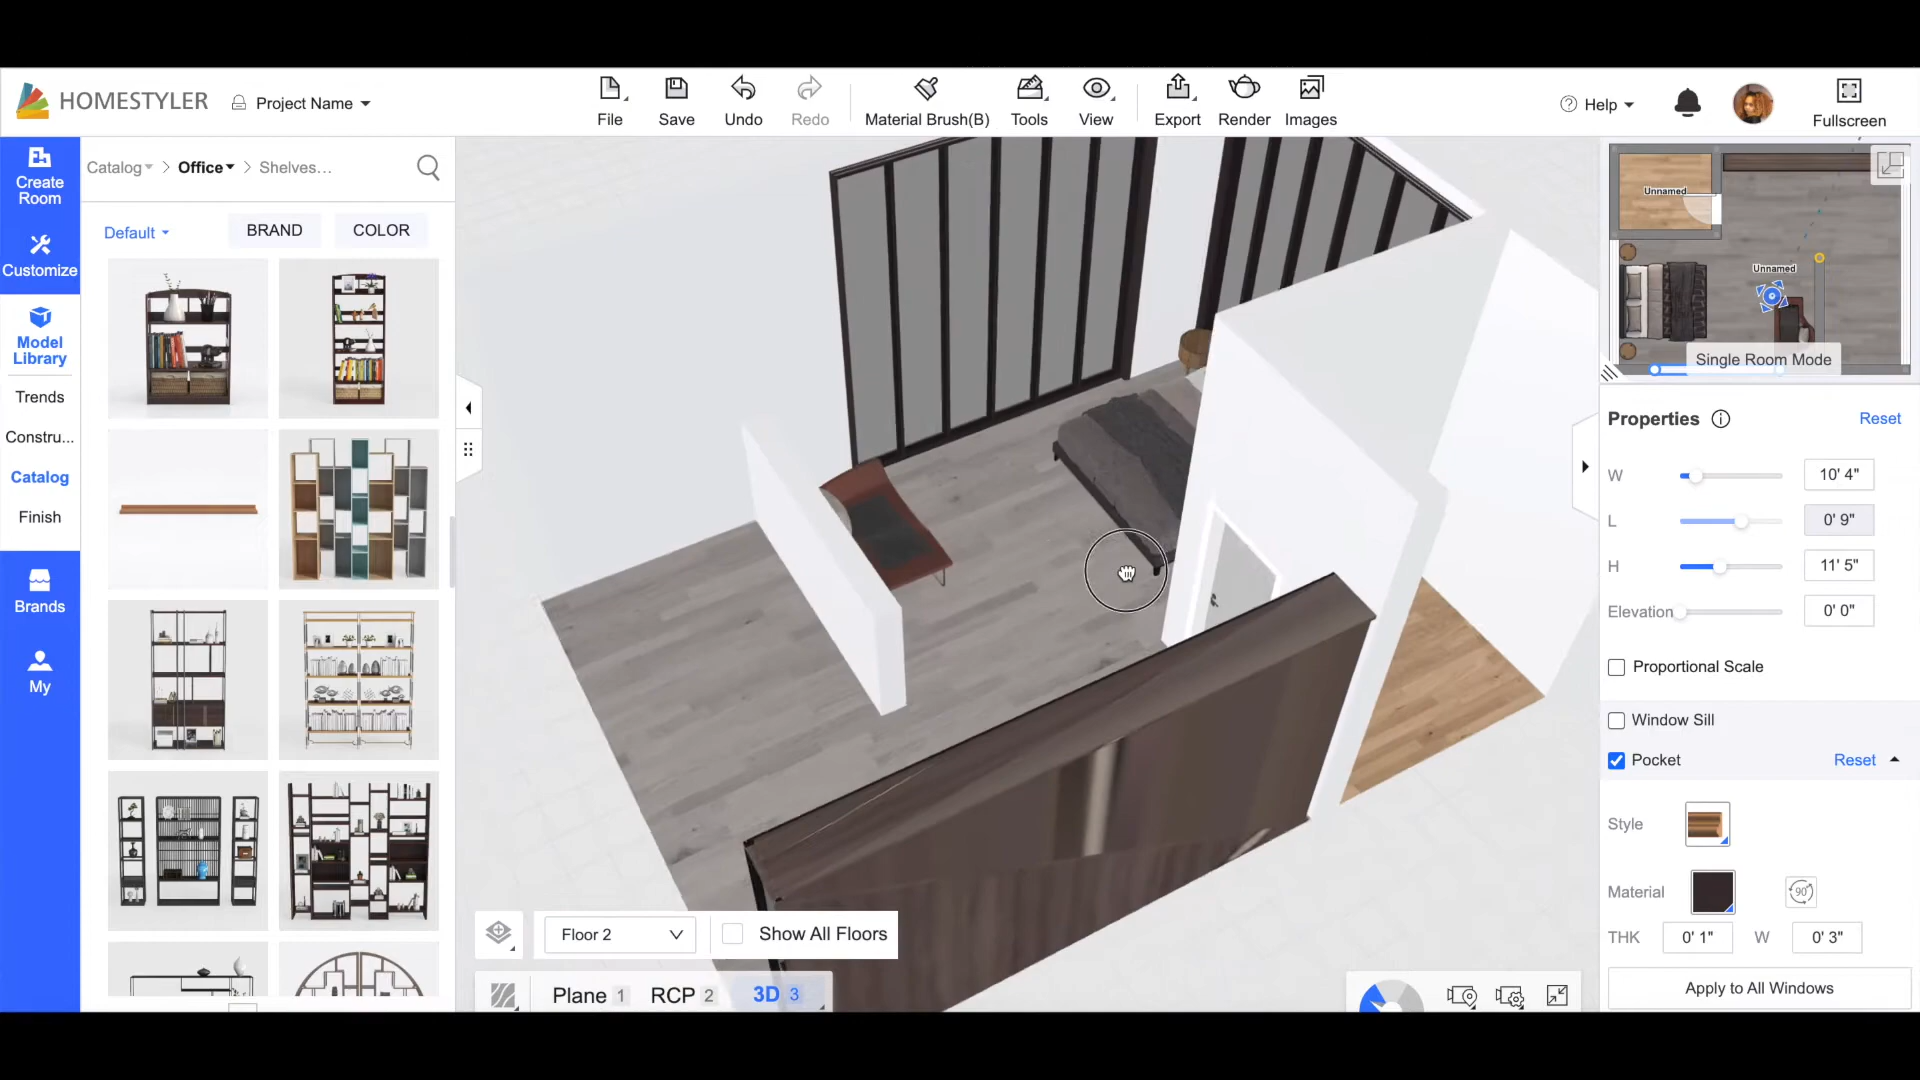 HOMESTYLER
Project Name
File
Save
Undo
Redo
Material Brush(B)
Tools
View
Export
Render
Images
Help
Fullscreen
Create
Room
Customize
Model
Library
Trends
Constru...
Catalog
Finish
Brands
My
Catalog
Office
Shelves...
Default
BRAND
COLOR
Floor 2
Show All Floors
Plane 1
RCP 2
3D 3
Unnamed
Unnamed
Single Room Mode
Properties
Reset
W
10' 4"
L
0' 9"
H
11' 5"
Elevation
0' 0"
Proportional Scale
Window Sill
Pocket
Reset
Style
Material
90°
THK
0' 1"
W
0' 3"
Apply to All Windows